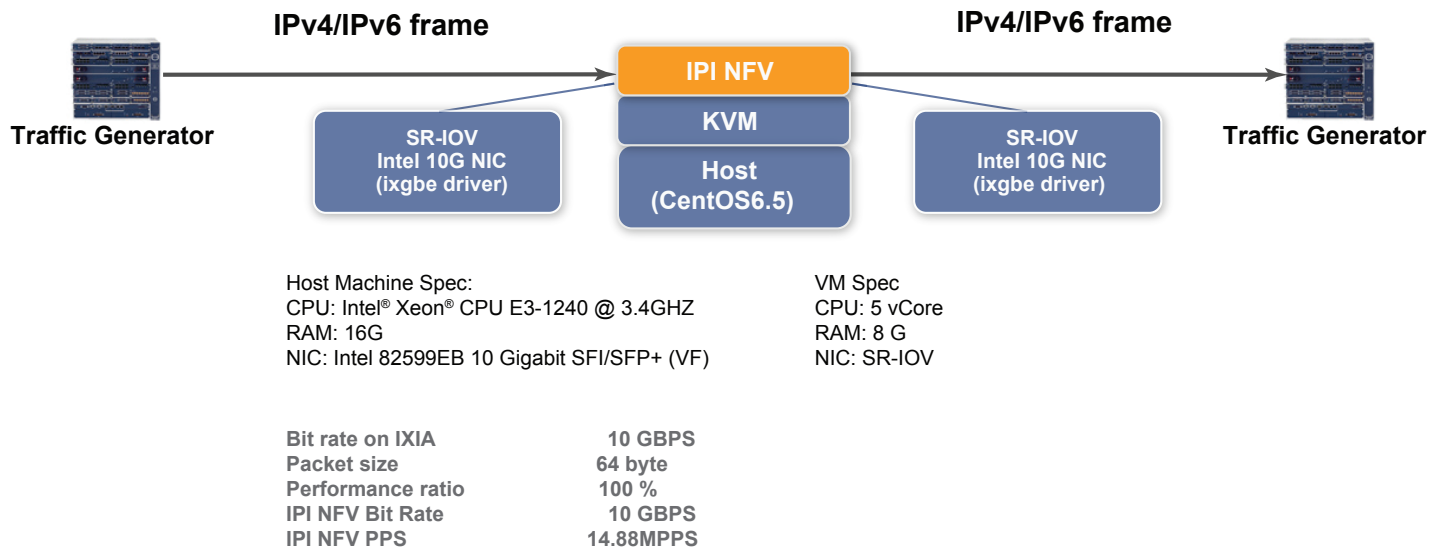 IPv4/IPv6 frame
IPv4/IPv6 frame
Traffic Generator
IPI NFV
KVM
Host
(CentOS6.5)
SR-IOV
Intel 10G NIC
(ixgbe driver)
SR-IOV
Intel 10G NIC
(ixgbe driver)
Traffic Generator
Host Machine Spec:
CPU: Intel® Xeon® CPU E3-1240 @ 3.4GHZ
RAM: 16G
NIC: Intel 82599EB 10 Gigabit SFI/SFP+ (VF)
VM Spec
CPU: 5 vCore
RAM: 8 G
NIC: SR-IOV
Bit rate on IXIA 10 GBPS
Packet size 64 byte
Performance ratio 100 %
IPI NFV Bit Rate 10 GBPS
IPI NFV PPS 14.88MPPS